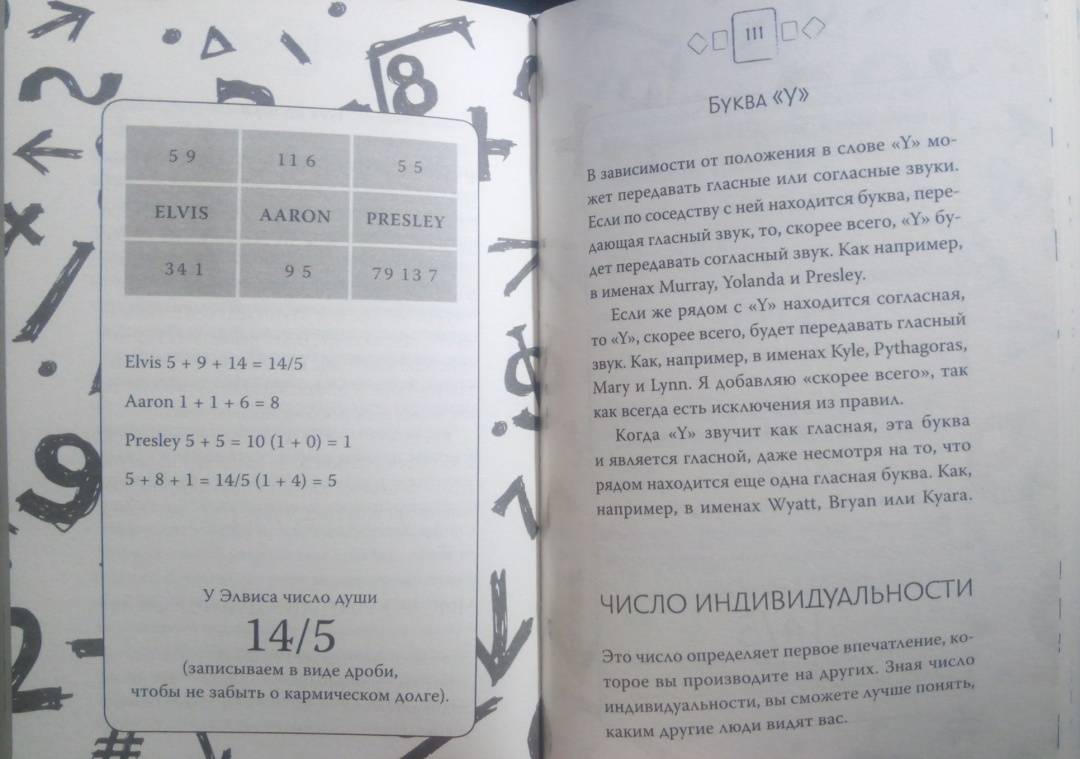 8
5 9
11 6
5 5
ELVIS
AARON
PRESLEY
34 1
9 5
79 13 7
Elvis 5 + 9 + 14 = 14/5
Aaron 1 + 1 + 6 = 8
Presley 5 + 5 = 10 (1 + 0) = 1
5 + 8 + 1 = 14/5 (1 + 4) = 5
У Элвиса число души
14/5
(записываем в виде дроби,
чтобы не забыть о кармическом долге).
9
2
#
111
Буква «Y»
В зависимости от положения в слове «Y» мо-
жет передавать гласные или согласные звуки.
Если по соседству с ней находится буква, пере-
дающая гласный звук, то, скорее всего, «Y» бу-
дет передавать согласный звук. Как например,
в именах Murray, Yolanda и Presley.
Если же рядом с «Y» находится согласная,
то «Y», скорее всего, будет передавать гласный
звук. Как, например, в именах Kyle, Pythagoras,
Mary и Lynn. Я добавляю «скорее всего», так
как всегда есть исключения из правил.
Когда «Y» звучит как гласная, эта буква
и является гласной, даже несмотря на то, что
рядом находится еще одна гласная буква. Как,
например, в именах Wyatt, Bryan или Kyara.
ЧИСЛО ИНДИВИДУАЛЬНОСТИ
Это число определяет первое впечатление, ко-
торое вы производите на других. Зная число
индивидуальности, вы сможете лучше понять,
каким другие люди видят вас.